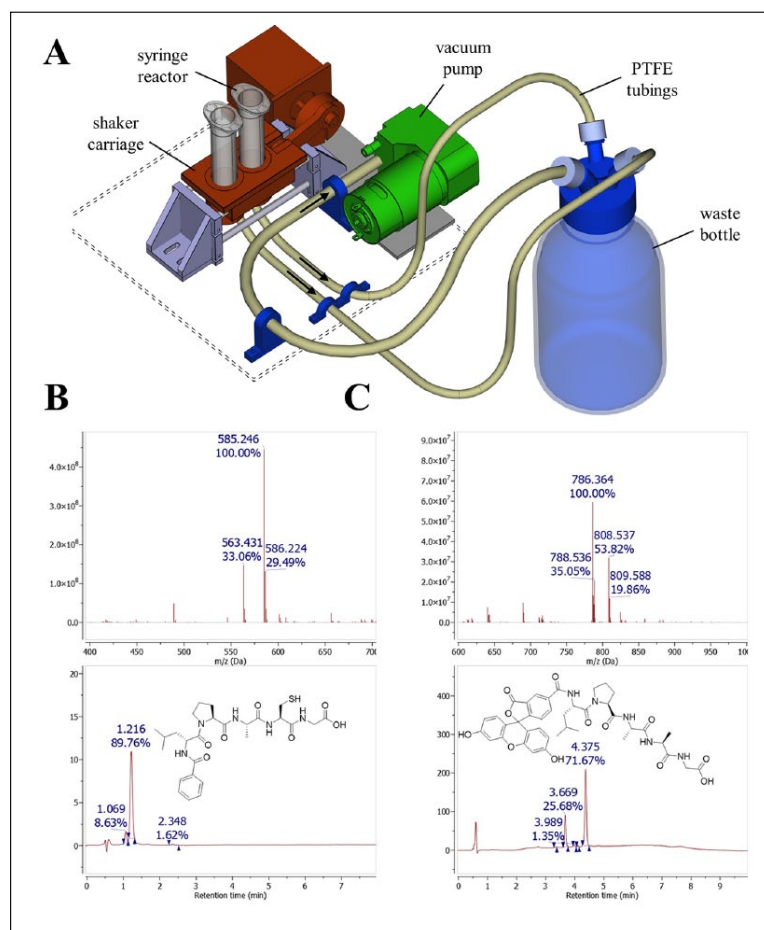 A
syringe
reactor
shaker
carriage
vacuum
pump
PTFE
tubings
waste
bottle
B
585.246
100.00%
563.431
33.06%
586.224
29.49%
4.0×10⁸
3.0×10⁸
2.0×10⁸
1.0×10⁸
0.0
400 450 500 550 600 650 700
m/z (Da)
C
786.364
100.00%
788.536
35.05%
808.537
53.82%
809.588
19.86%
9.0×10⁷
8.0×10⁷
7.0×10⁷
6.0×10⁷
5.0×10⁷
4.0×10⁷
3.0×10⁷
2.0×10⁷
1.0×10⁷
0.0
600 650 700 750 800 850 900 950 100
m/z (Da)
20
15
10
5
0
1.216
89.76%
1.069
8.63%
2.348
1.62%
O
N
O
HN
O
H
N
O
SH
N
H
O
H
N
O
OH
0 1 2 3 4 5 6 7
Retention time (min)
400
200
0
4.375
71.67%
3.669
25.68%
3.989
1.35%
HO
O
OH
O
O
O
H
N
O
N
O
HN
O
N
H
O
HN
O
OH
0 1 2 3 4 5 6 7 8 9
Retention time (min)